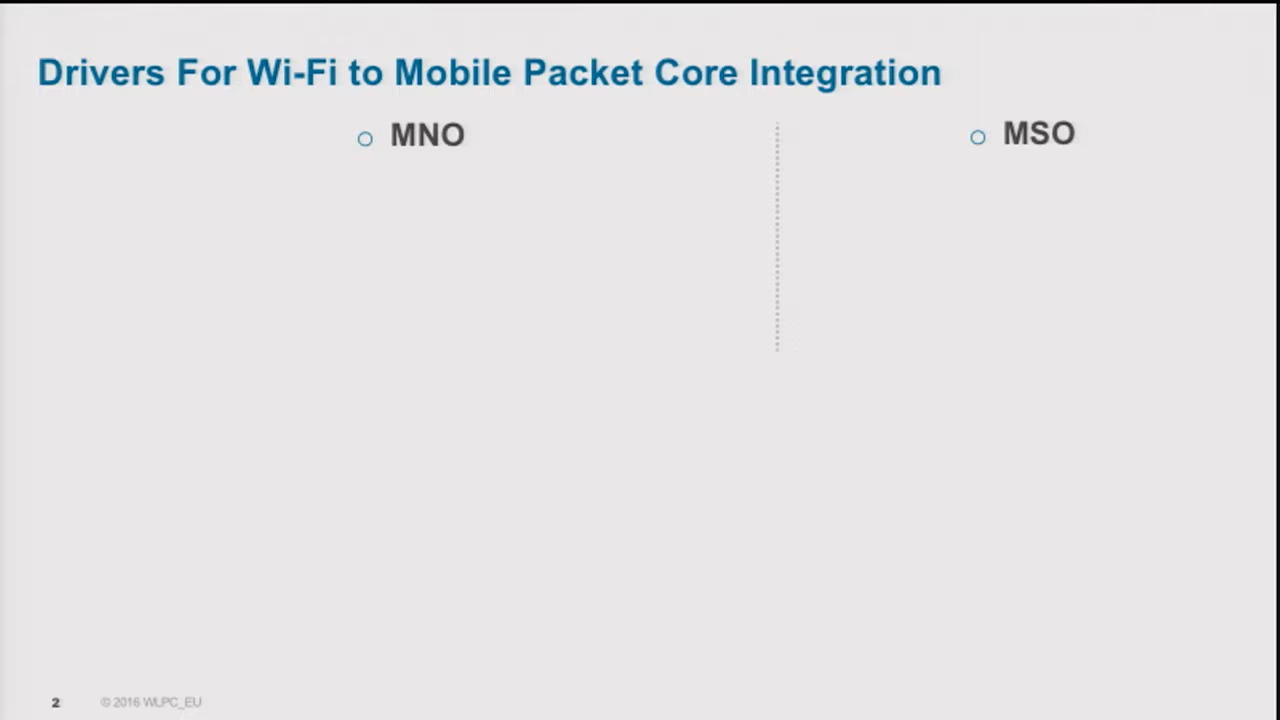 Drivers For Wi-Fi to Mobile Packet Core Integration
MNO
MSO
2 © 2016 WLPC_EU